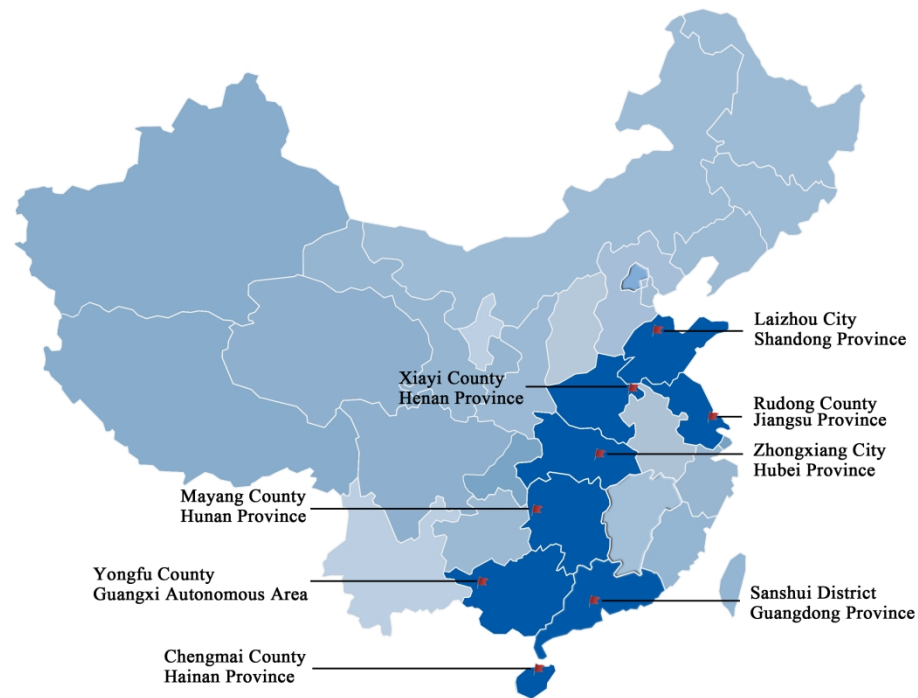 Laizhou City
Shandong Province
Xiayi County
Henan Province
Rudong County
Jiangsu Province
Zhongxiang City
Hubei Province
Mayang County
Hunan Province
Yongfu County
Guangxi Autonomous Area
Sanshui District
Guangdong Province
Chengmai County
Hainan Province